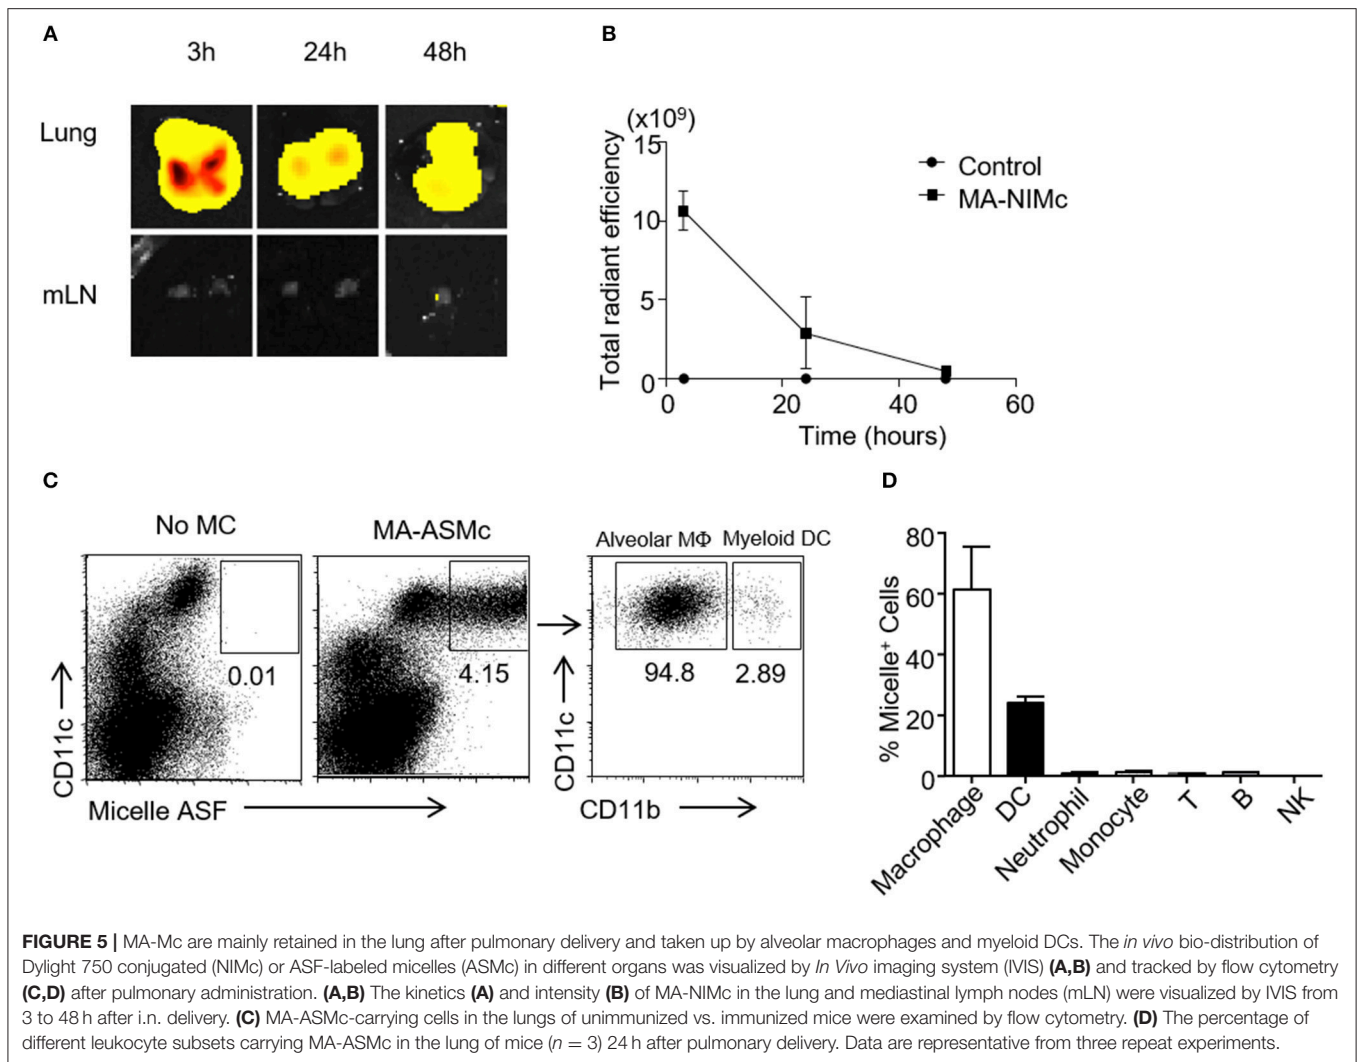 A
3h 24h 48h
Lung
mLN
B
(x10⁹)
Total radiant efficiency
15
10
5
0
0 20 40 60
Time (hours)
Control
MA-NIMc
C
No MC
MA-ASMc
Alveolar MΦ Myeloid DC
0.01
4.15
94.8 2.89
CD11c
Micelle ASF
CD11c
CD11b
D
% Micelle⁺ Cells
80
60
40
20
0
Macrophage
DC
Neutrophil
Monocyte
T
B
NK
FIGURE 5 | MA-Mc are mainly retained in the lung after pulmonary delivery and taken up by alveolar macrophages and myeloid DCs. The in vivo bio-distribution of
Dylight 750 conjugated (NIMc) or ASF-labeled micelles (ASMc) in different organs was visualized by In Vivo imaging system (IVIS) (A,B) and tracked by flow cytometry
(C,D) after pulmonary administration. (A,B) The kinetics (A) and intensity (B) of MA-NIMc in the lung and mediastinal lymph nodes (mLN) were visualized by IVIS from
3 to 48 h after i.n. delivery. (C) MA-ASMc-carrying cells in the lungs of unimmunized vs. immunized mice were examined by flow cytometry. (D) The percentage of
different leukocyte subsets carrying MA-ASMc in the lung of mice (n = 3) 24 h after pulmonary delivery. Data are representative from three repeat experiments.